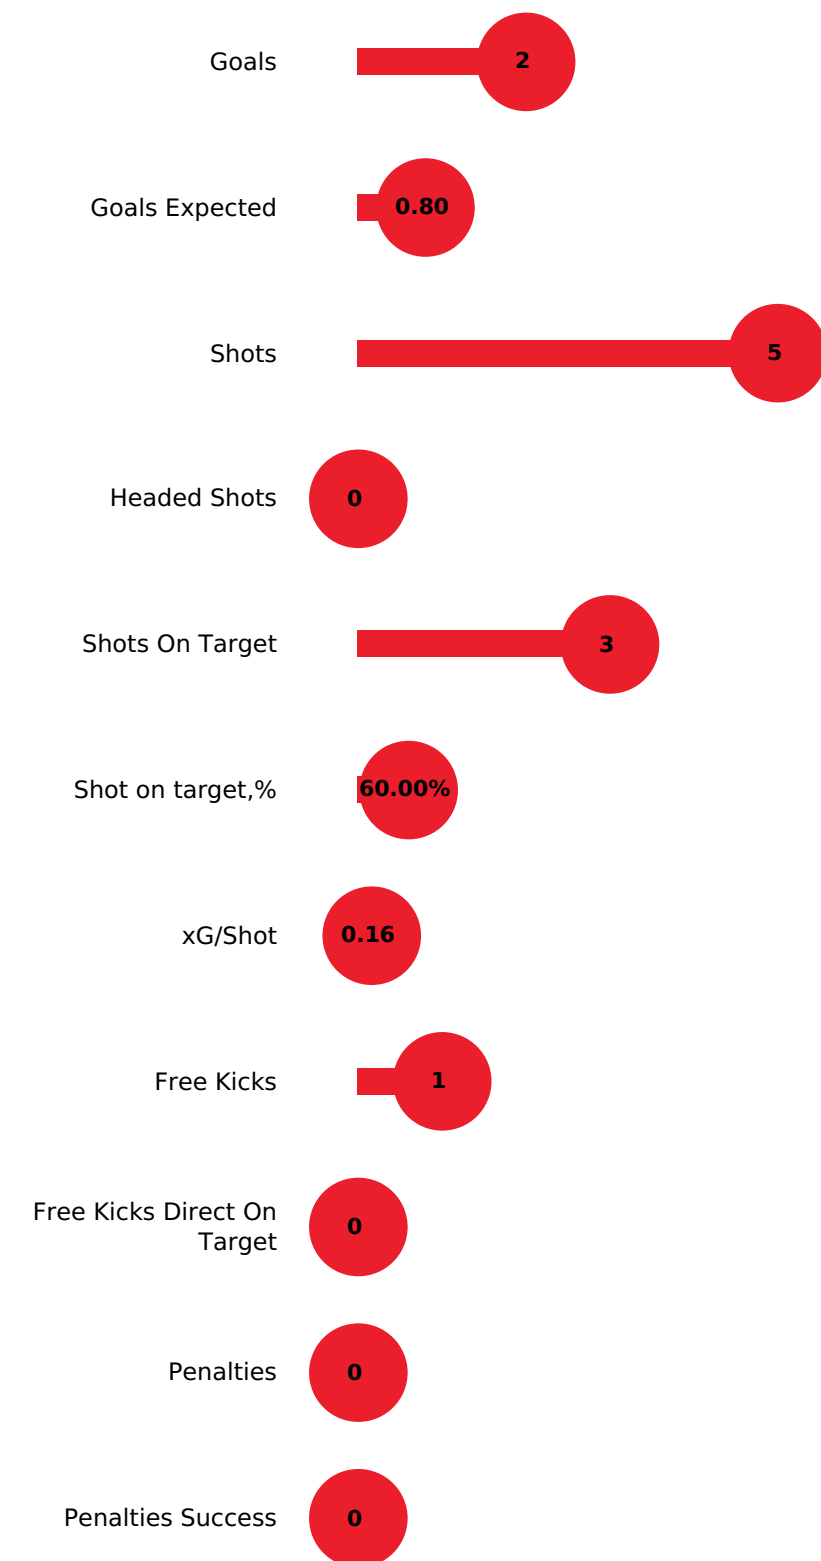 Goals
2
Goals Expected
0.80
Shots
5
Headed Shots
0
Shots On Target
3
Shot on target,%
60.00%
xG/Shot
0.16
Free Kicks
1
Free Kicks Direct On
Target
0
Penalties
0
Penalties Success
0